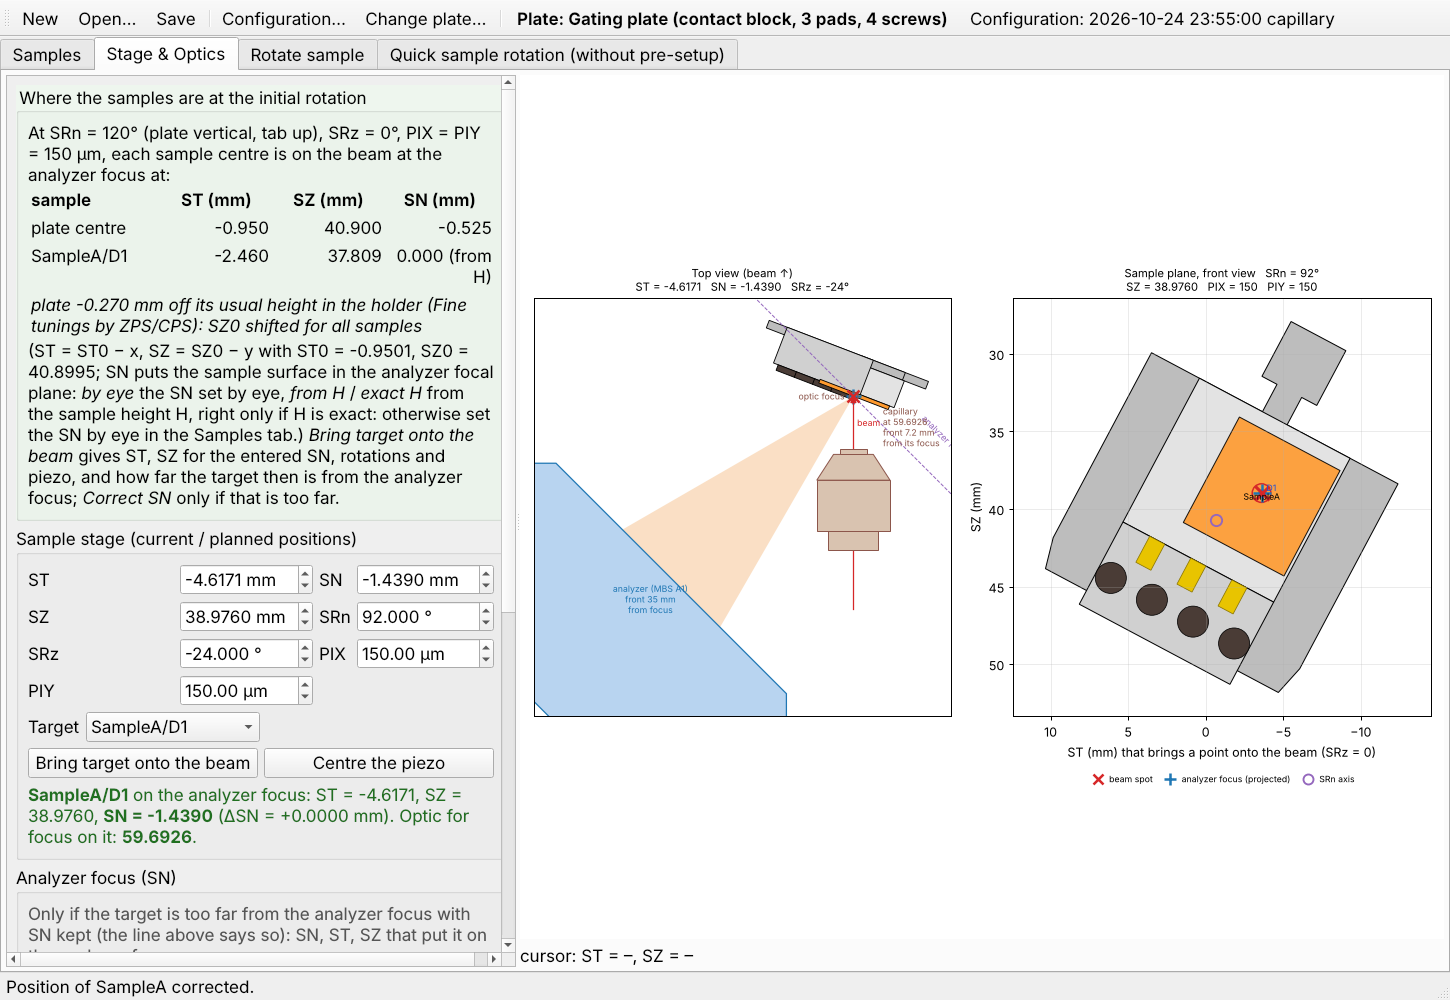 New Open... Save Configuration... Change plate... Plate: Gating plate (contact block, 3 pads, 4 screws) Configuration: 2026-10-24 23:55:00 capillary
Samples Stage & Optics Rotate sample Quick sample rotation (without pre-setup)
Where the samples are at the initial rotation
At SRn = 120° (plate vertical, tab up), SRz = 0°, PIX = PIY
= 150 µm, each sample centre is on the beam at the
analyzer focus at:
sample ST (mm) SZ (mm) SN (mm)
plate centre -0.950 40.900 -0.525
SampleA/D1 -2.460 37.809 0.000 (from
H)
plate -0.270 mm off its usual height in the holder (Fine
tunings by ZPS/CPS): SZ0 shifted for all samples
(ST = ST0 − x, SZ = SZ0 − y with ST0 = -0.9501, SZ0 =
40.8995; SN puts the sample surface in the analyzer focal
plane: by eye the SN set by eye, from H / exact H from
the sample height H, right only if H is exact: otherwise set
the SN by eye in the Samples tab.) Bring target onto the
beam gives ST, SZ for the entered SN, rotations and
piezo, and how far the target then is from the analyzer
focus; Correct SN only if that is too far.
Sample stage (current / planned positions)
ST -4.6171 mm SN -1.4390 mm
SZ 38.9760 mm SRn 92.000 °
SRz -24.000 ° PIX 150.00 µm
PIY 150.00 µm
Target SampleA/D1
Bring target onto the beam Centre the piezo
SampleA/D1 on the analyzer focus: ST = -4.6171, SZ =
38.9760, SN = -1.4390 (ΔSN = +0.0000 mm). Optic for
focus on it: 59.6926.
Analyzer focus (SN)
Only if the target is too far from the analyzer focus with
SN kept (the line above says so): SN, ST, SZ that put it on
Top view (beam ↑)
ST = -4.6171 SN = -1.4390 SRz = -24°
optic focus
beam
capillary
at 59.6926
front 7.2 mm
from its focus
analyzer
analyzer (MBS A1)
front 35 mm
from focus
Sample plane, front view SRn = 92°
SZ = 38.9760 PIX = 150 PIY = 150
SZ (mm)
30
35
40
45
50
SampleA
10 5 0 −5 −10
ST (mm) that brings a point onto the beam (SRz = 0)
beam spot analyzer focus (projected) SRn axis
cursor: ST = –, SZ = –
Position of SampleA corrected.